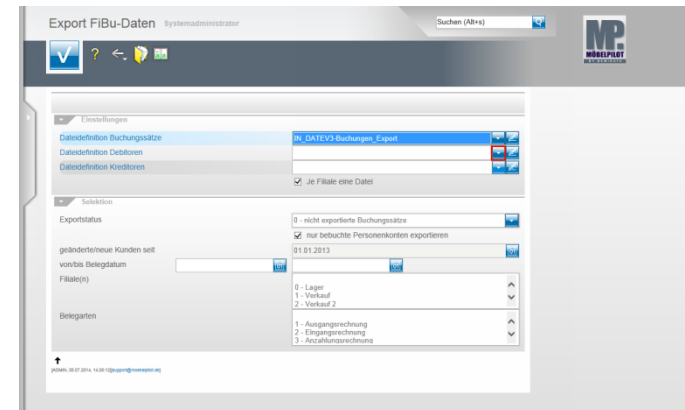 Export FiBu-Daten Systemadministrator
Suchen (Alt+s)
MP.
MÖBELPILOT
?
Einstellungen
Dateidefinition Buchungssätze
IN_DATEV3-Buchungen_Export
Dateidefinition Debitoren
Dateidefinition Kreditoren
Je Filiale eine Datei
Selektion
Exportstatus
0 - nicht exportierte Buchungssätze
nur bebuchte Personenkonten exportieren
geänderte/neue Kunden seit
01.01.2013
von/bis Belegdatum
Filiale(n)
0 - Lager
1 - Verkauf
2 - Verkauf 2
Belegarten
1 - Ausgangsrechnung
2 - Eingangsrechnung
3 - Anzahlungsrechnung